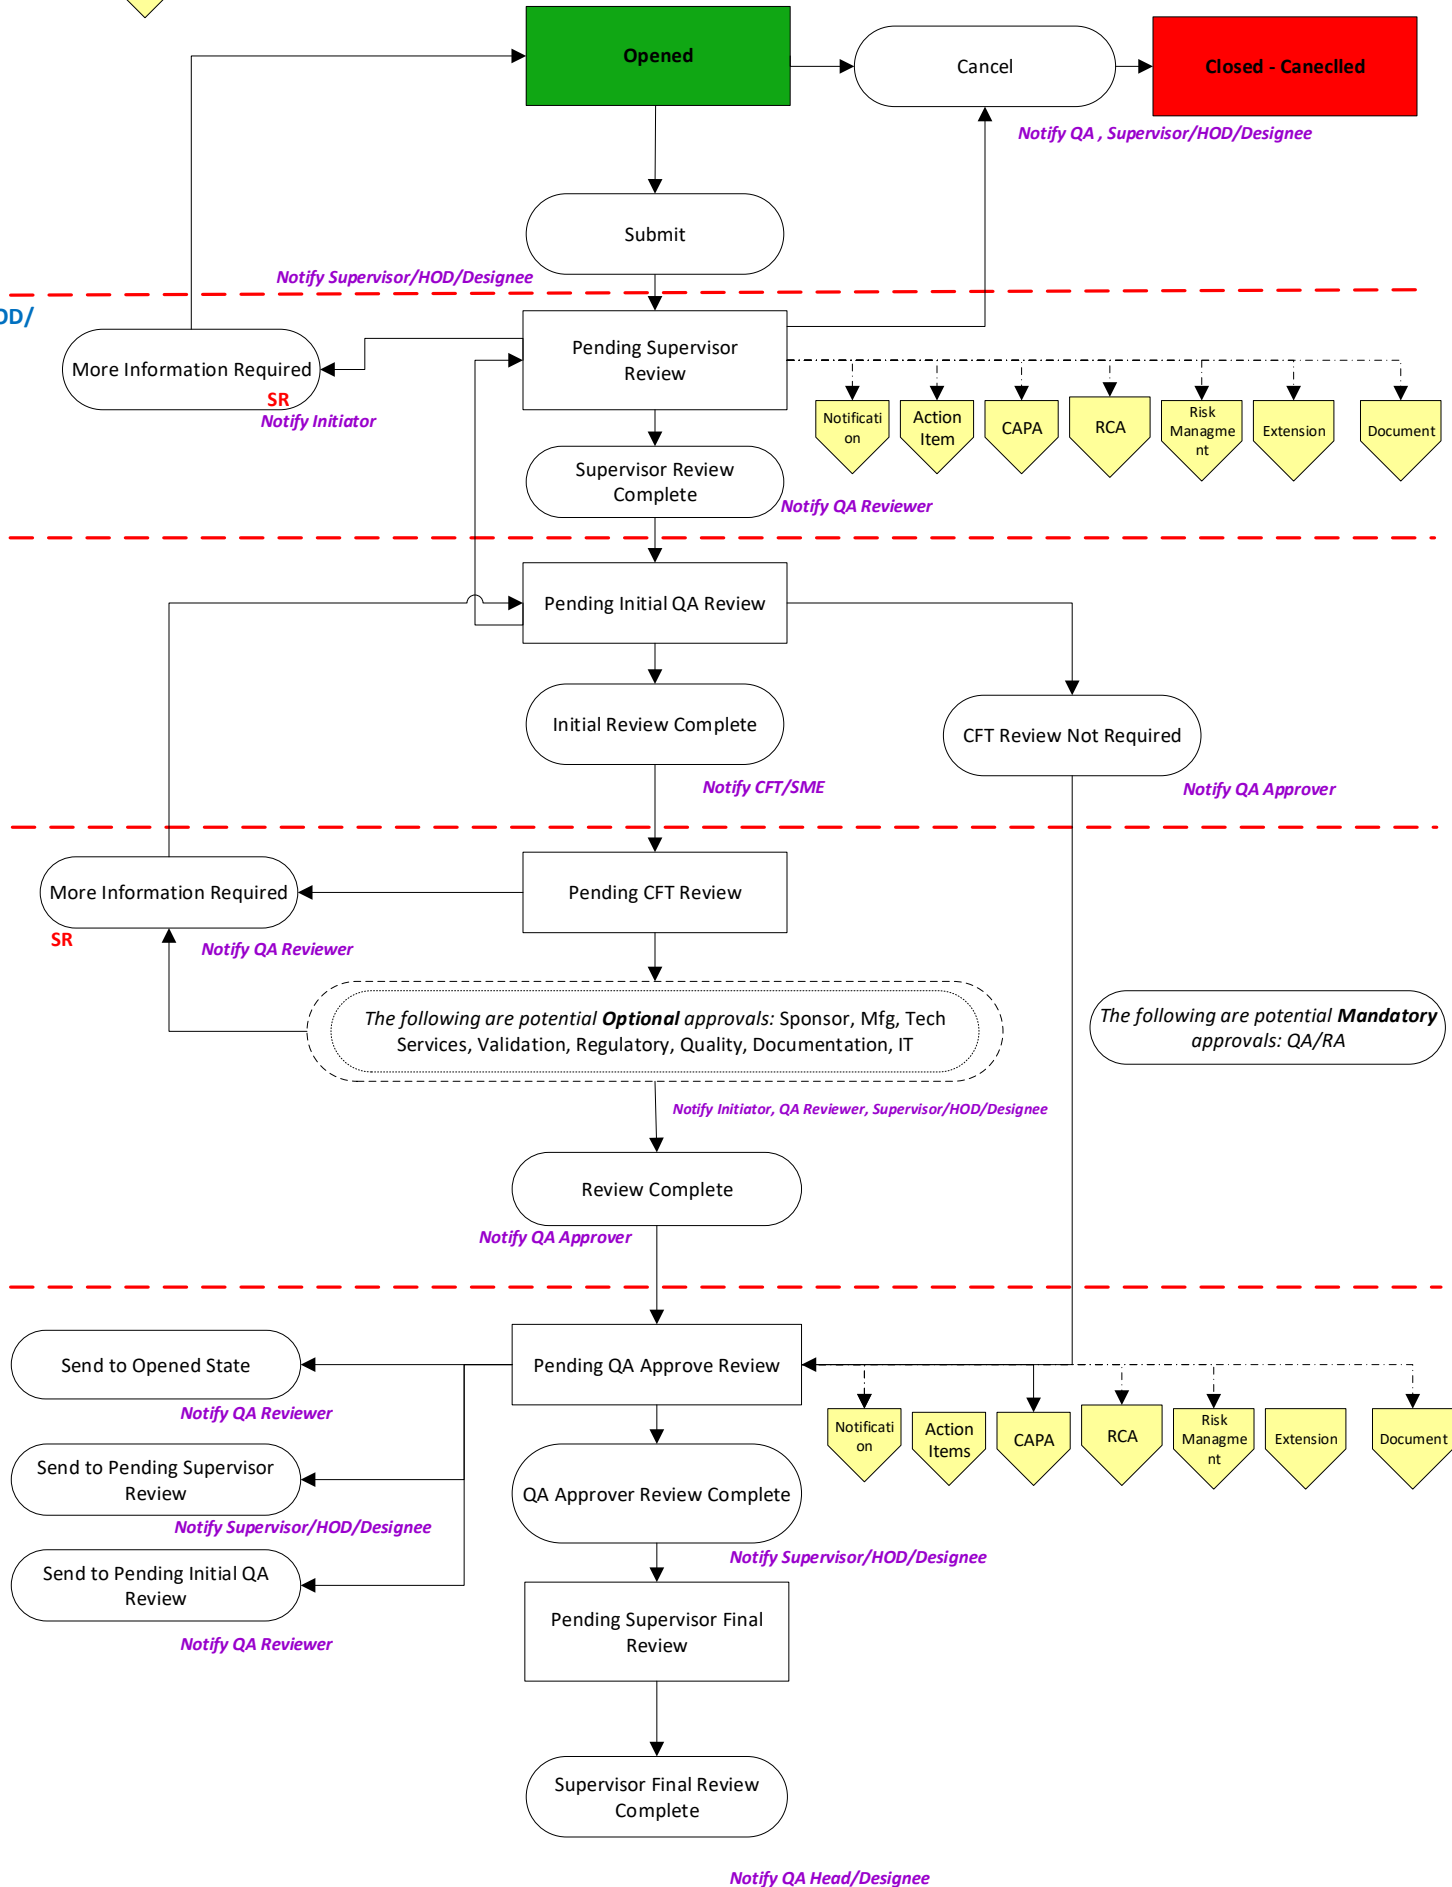 Opened
Cancel
Closed - Caneclled
Notify QA , Supervisor/HOD/Designee
Submit
Notify Supervisor/HOD/Designee
OD/
More Information Required
SR
Notify Initiator
Pending Supervisor
Review
Notificati
on
Action
Item
CAPA
RCA
Risk
Managme
nt
Extension
Document
Supervisor Review
Complete
Notify QA Reviewer
Pending Initial QA Review
Initial Review Complete
CFT Review Not Required
Notify CFT/SME
Notify QA Approver
More Information Required
SR
Notify QA Reviewer
Pending CFT Review
The following are potential Optional approvals: Sponsor, Mfg, Tech
Services, Validation, Regulatory, Quality, Documentation, IT
The following are potential Mandatory
approvals: QA/RA
Notify Initiator, QA Reviewer, Supervisor/HOD/Designee
Review Complete
Notify QA Approver
Send to Opened State
Notify QA Reviewer
Pending QA Approve Review
Notificati
on
Action
Items
CAPA
RCA
Risk
Managme
nt
Extension
Document
Send to Pending Supervisor
Review
Notify Supervisor/HOD/Designee
QA Approver Review Complete
Notify Supervisor/HOD/Designee
Send to Pending Initial QA
Review
Notify QA Reviewer
Pending Supervisor Final
Review
Supervisor Final Review
Complete
Notify QA Head/Designee